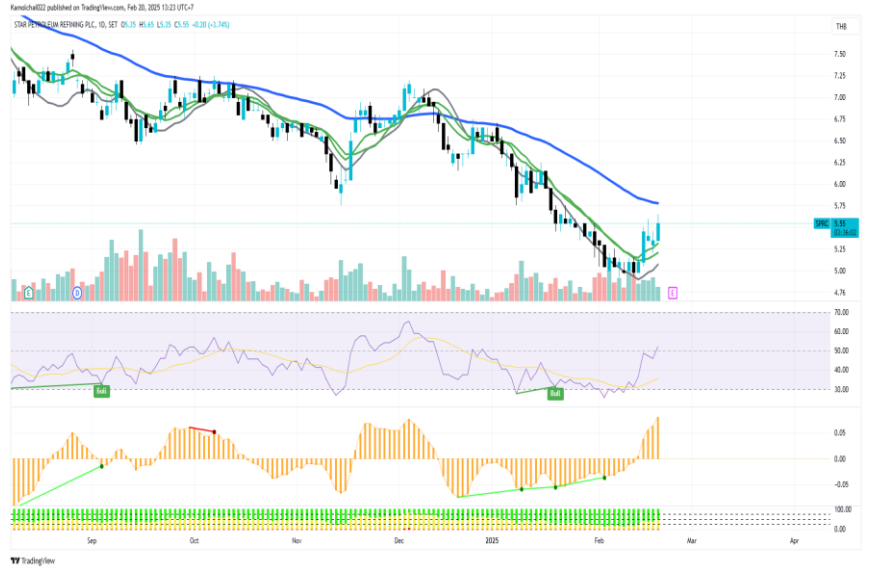 Kamolchai022 published on TradingView.com, Feb 20, 2025 13:23 UTC+7
STAR PETROLEUM REFINING PLC, 1D, SET O5.35 H5.65 L5.35 C5.55 +0.20 (+3.74%)
THB
7.50
7.25
7.00
6.75
6.50
6.25
6.00
5.75
SPRC 5.55
03:36:02
5.25
5.00
4.75
E
D
E
70.00
60.00
50.00
40.00
30.00
Bull
Bull
0.05
0.00
-0.05
100.00
0.00
Sep Oct Nov Dec 2025 Feb Mar Apr
TradingView